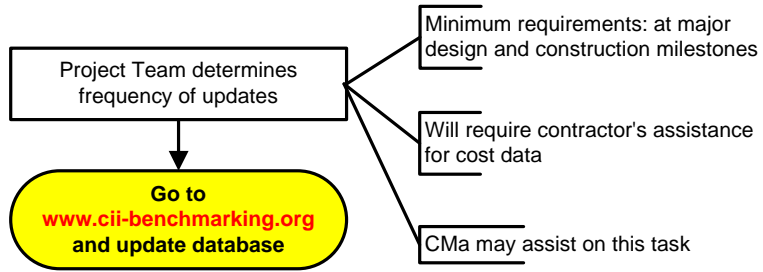 Project Team determines
frequency of updates
Go to
www.cii-benchmarking.org
and update database
Minimum requirements: at major
design and construction milestones
Will require contractor's assistance
for cost data
CMa may assist on this task